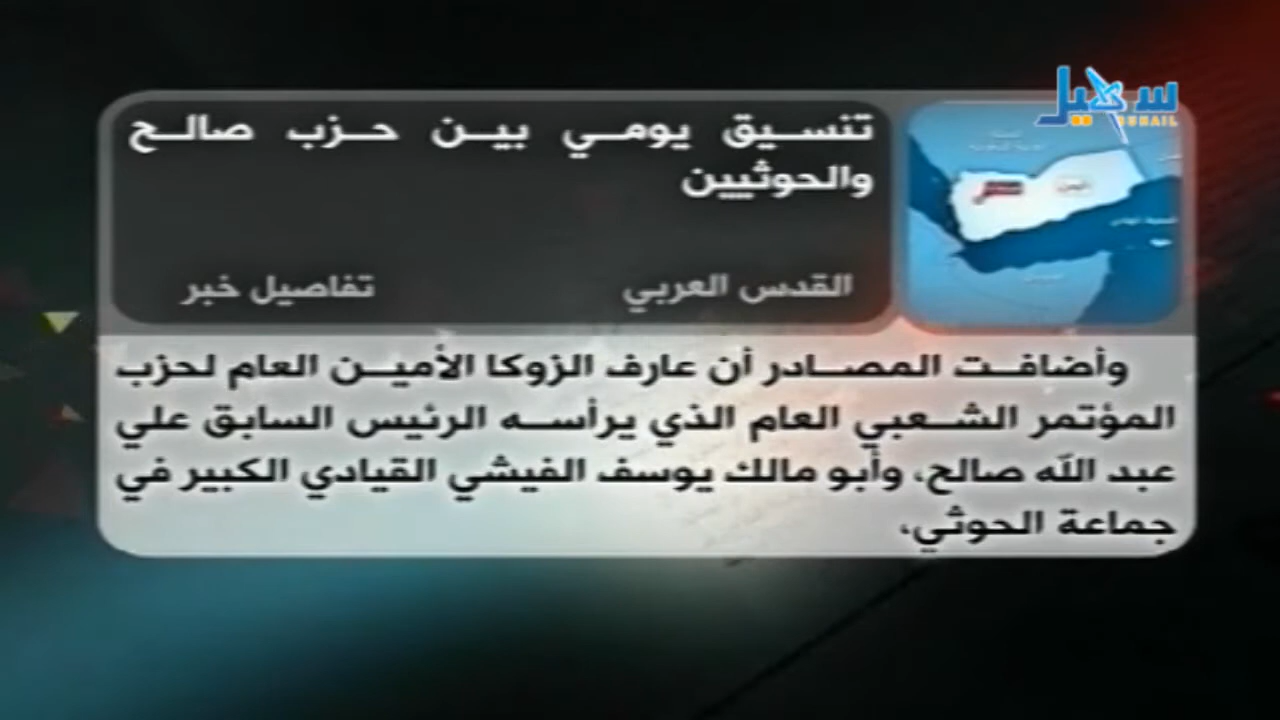 سهيل
SUHAIL
تنسيق يومي بين حزب صالح
والحوثيين
القدس العربي
تفاصيل خبر
وأضافت المصادر أن عارف الزوكا الأمين العام لحزب
المؤتمر الشعبي العام الذي يرأسه الرئيس السابق علي
عبد الله صالح، وأبو مالك يوسف الفيشي القيادي الكبير في
جماعة الحوثي،